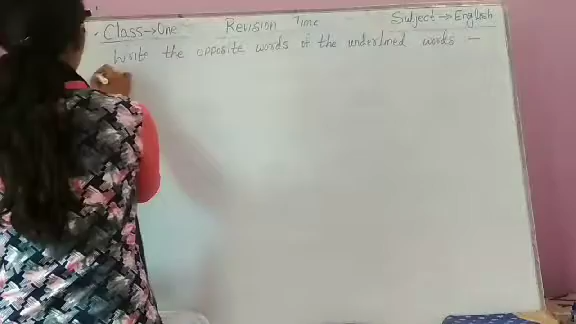 Class→One Revision Time Subject→English
Write the opposite words of the underlined words —